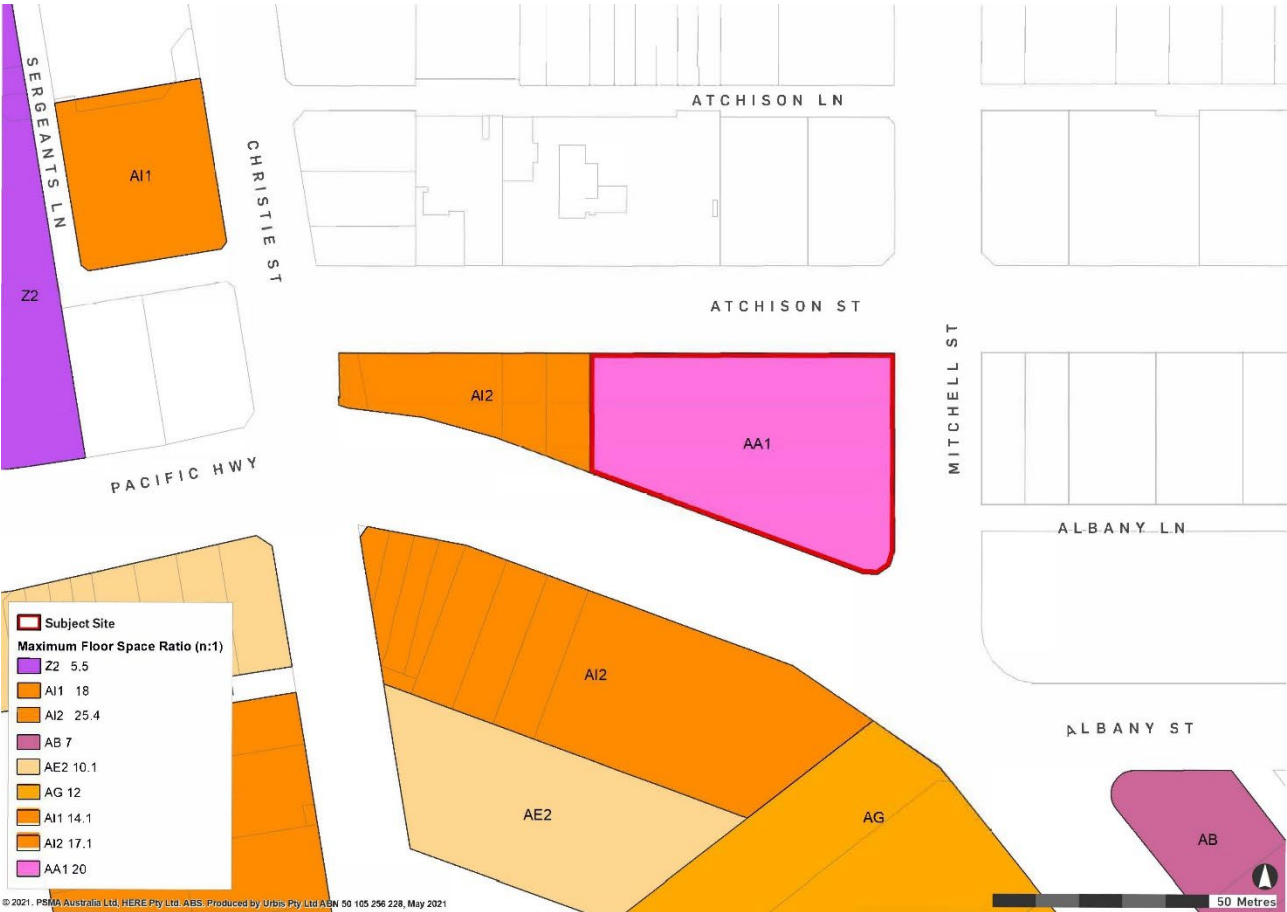 ATCHISON LN
SERGEANTS LN
CHRISTIE ST
AI1
Z2
ATCHISON ST
MITCHELL ST
AI2
AA1
PACIFIC HWY
ALBANY LN
AI2
ALBANY ST
AE2
AG
AB
Subject Site
Maximum Floor Space Ratio (n:1)
Z2 5.5
AI1 18
AI2 25.4
AB 7
AE2 10.1
AG 12
AI1 14.1
AI2 17.1
AA1 20
50 Metres
© 2021. PSMA Australia Ltd, HERE Pty Ltd. ABS. Produced by Urbis Pty Ltd ABN 50 105 256 228, May 2021